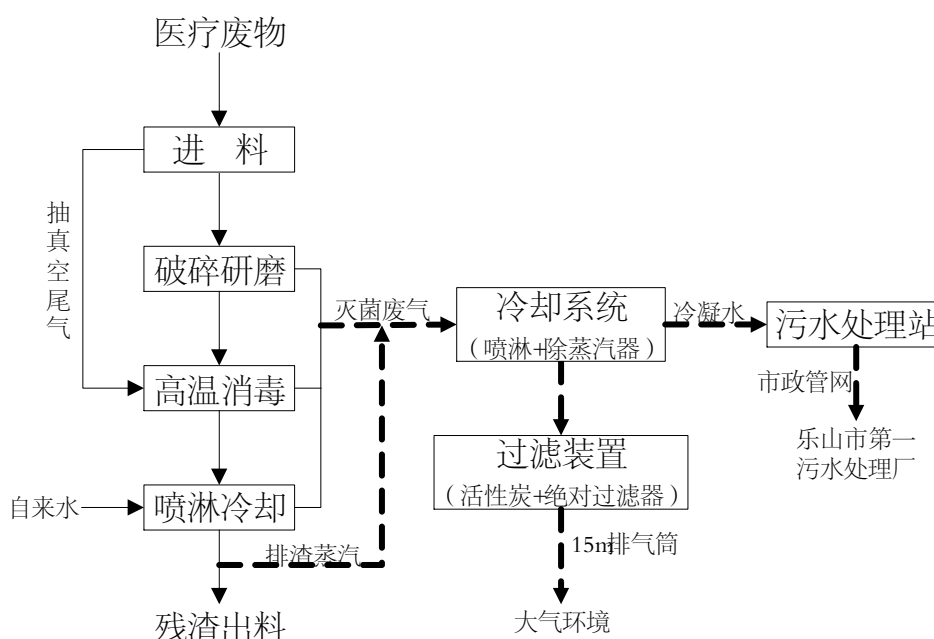 医疗废物
进 料
抽真空尾气
破碎研磨
灭菌废气
冷却系统
(喷淋+除蒸汽器)
冷凝水
污水处理站
高温消毒
市政管网
乐山市第一
污水处理厂
过滤装置
(活性炭+绝对过滤器)
自来水
喷淋冷却
排渣蒸汽
15m排气筒
残渣出料
大气环境